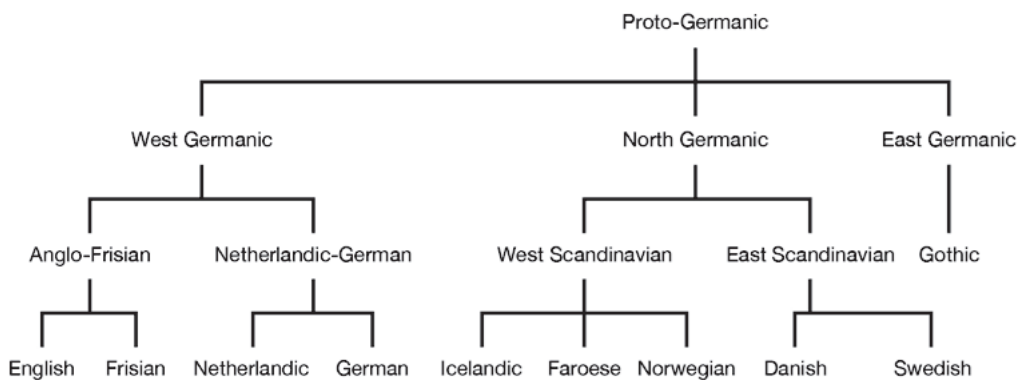 Proto-Germanic
West Germanic North Germanic East Germanic
Anglo-Frisian Netherlandic-German West Scandinavian East Scandinavian Gothic
English Frisian Netherlandic German Icelandic Faroese Norwegian Danish Swedish